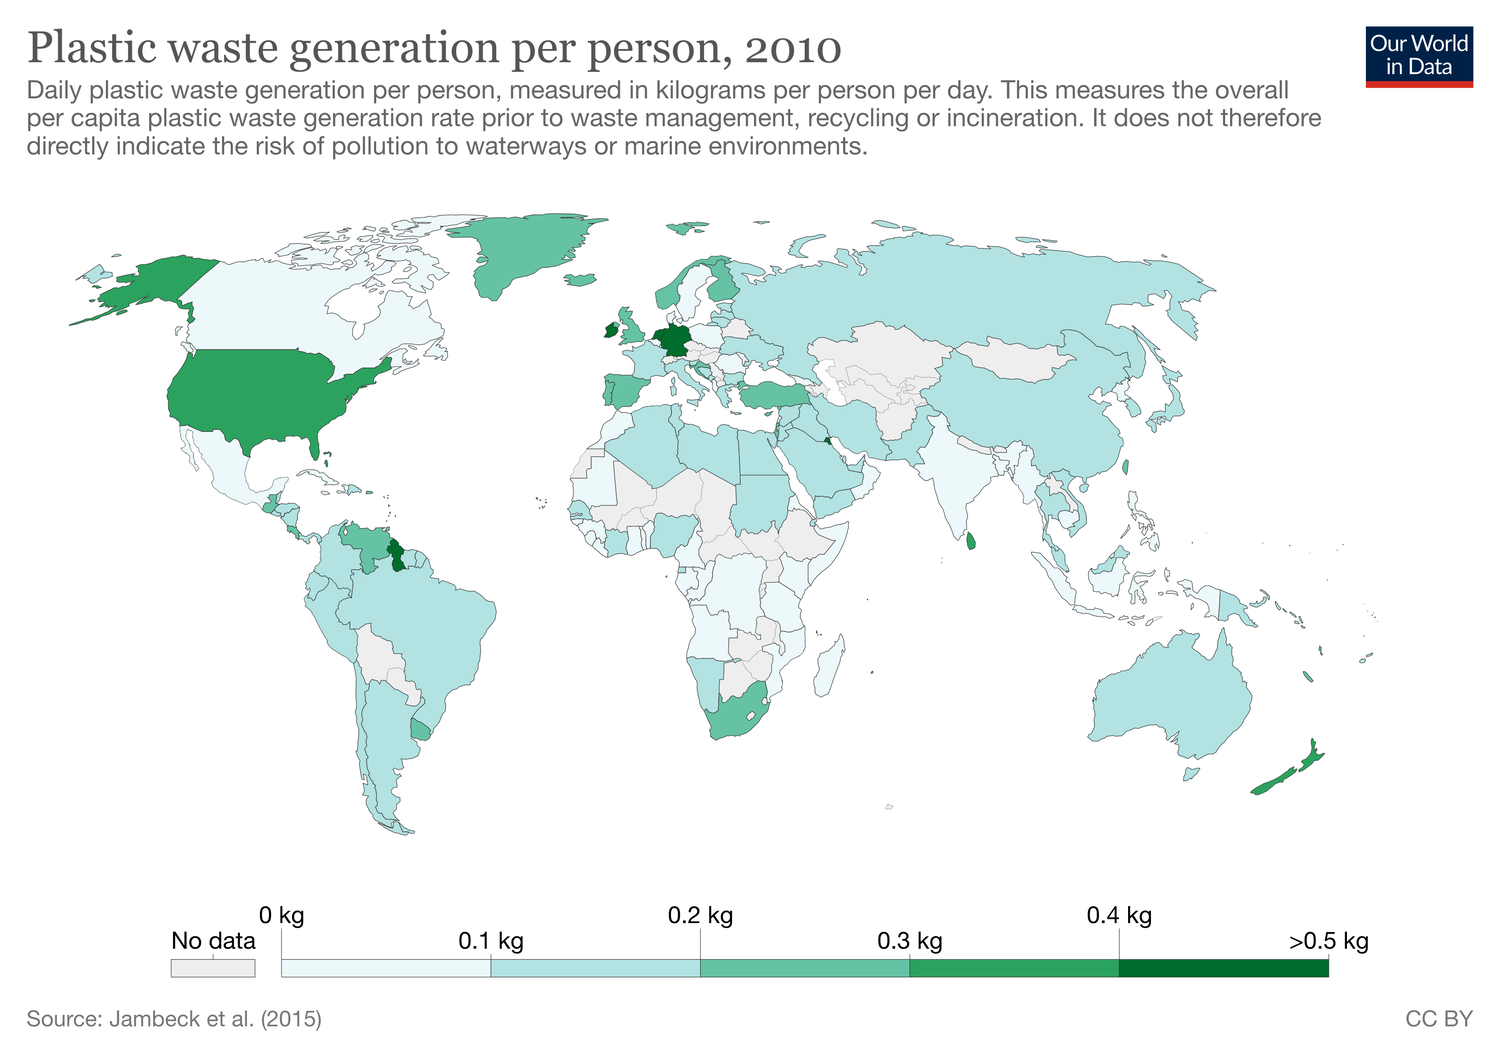 Plastic waste generation per person, 2010
Our World
in Data
Daily plastic waste generation per person, measured in kilograms per person per day. This measures the overall
per capita plastic waste generation rate prior to waste management, recycling or incineration. It does not therefore
directly indicate the risk of pollution to waterways or marine environments.
0 kg
0.2 kg
0.4 kg
No data
0.1 kg
0.3 kg
>0.5 kg
Source: Jambeck et al. (2015)
CC BY